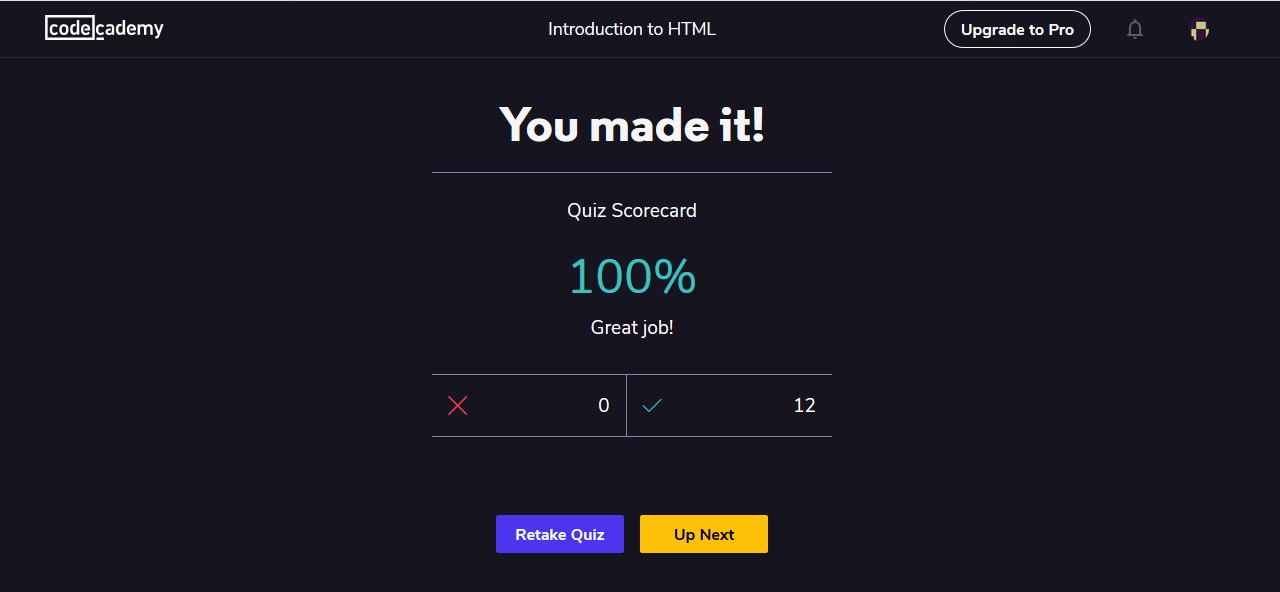 codecademy
Introduction to HTML
Upgrade to Pro
You made it!
Quiz Scorecard
100%
Great job!
0
12
Retake Quiz
Up Next